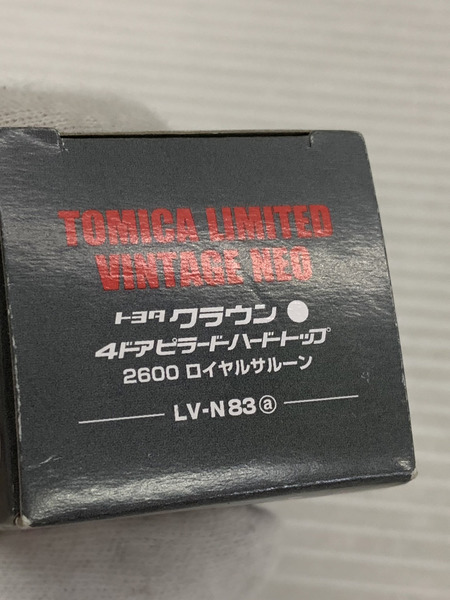 TOMICA LIMITED
VINTAGE NEO
トヨタ クラウン
4ドアピラードハードトップ
2600 ロイヤルサルーン
LV-N83ⓐ